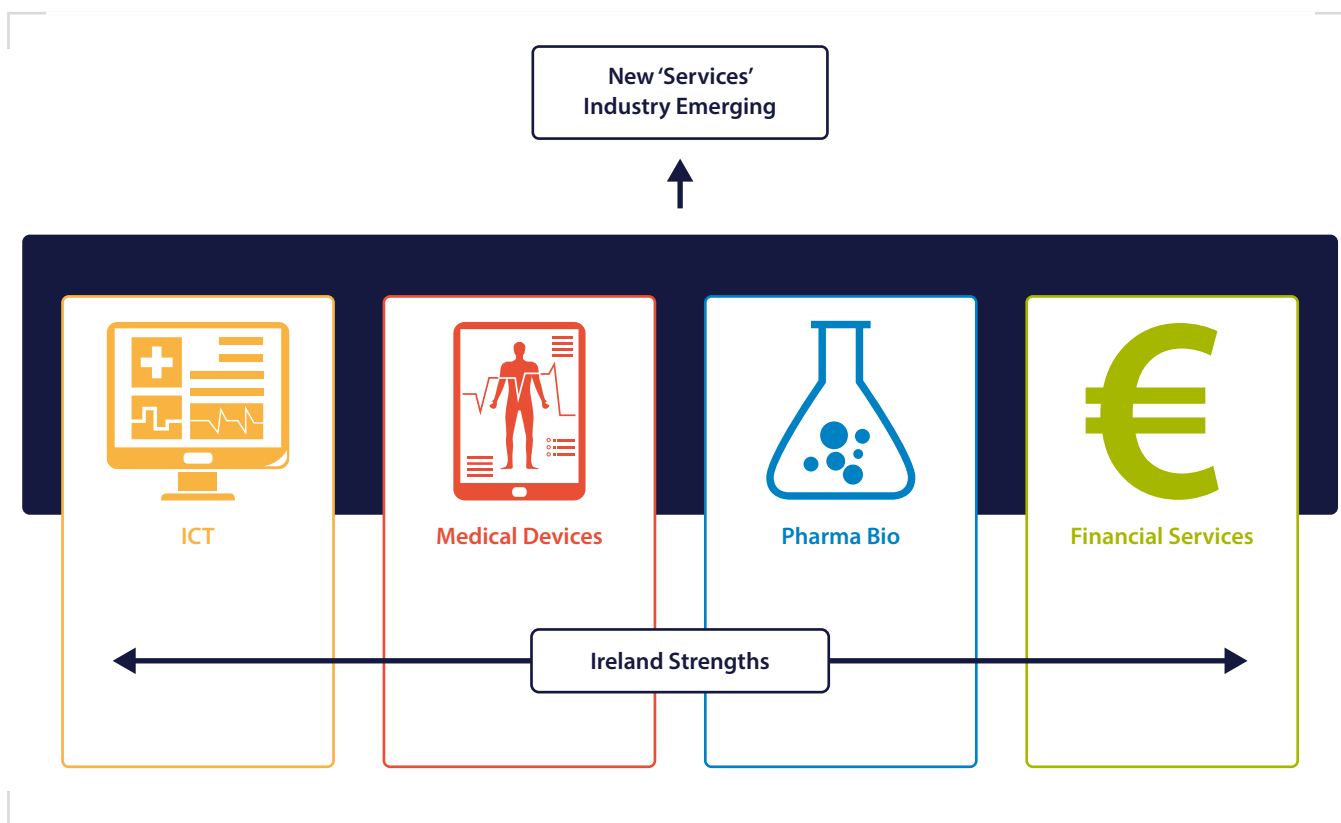 New ‘Services’
Industry Emerging
ICT
Medical Devices
Pharma Bio
Financial Services
Ireland Strengths